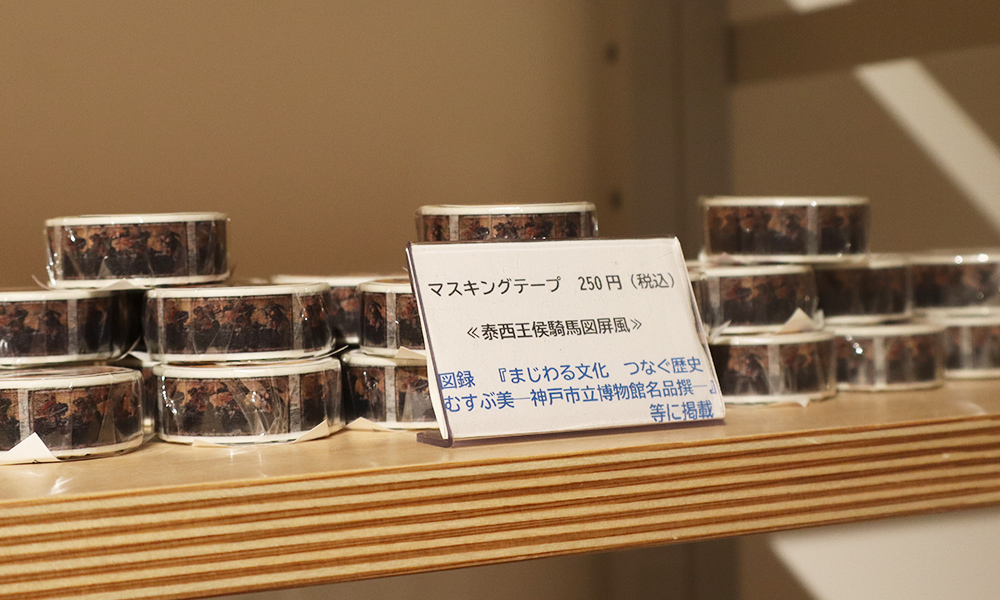 マスキングテープ　250円（税込）
≪泰西王侯騎馬図屏風≫
図録　『まじわる文化　つなぐ歴史
むすぶ美―神戸市立博物館名品撰―』
等に掲載